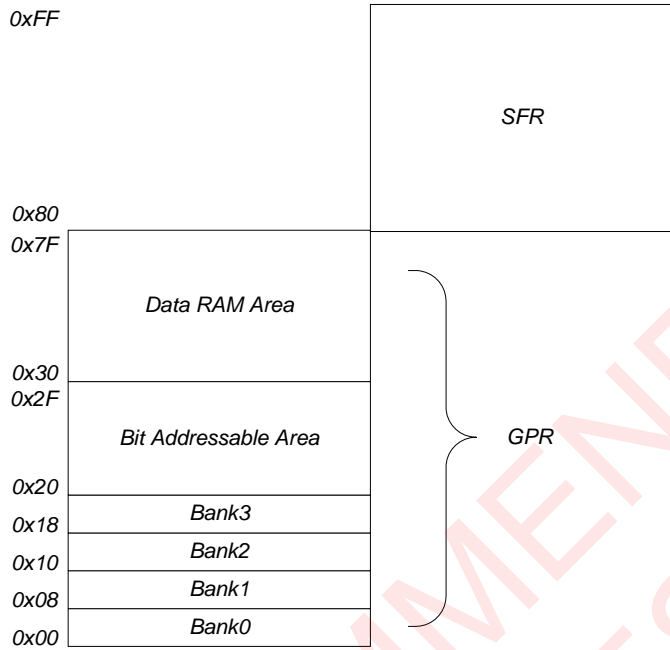 0xFF
SFR
0x80
0x7F
Data RAM Area
0x30
0x2F
Bit Addressable Area
GPR
0x20
Bank3
0x18
Bank2
0x10
Bank1
0x08
Bank0
0x00